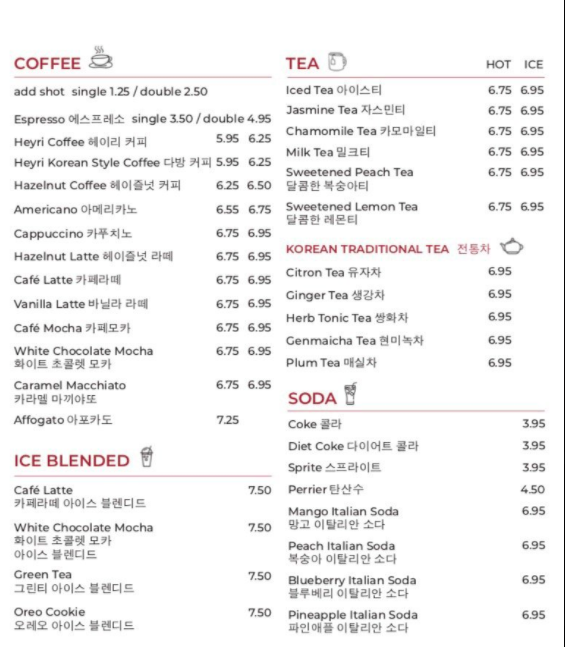 COFFEE
add shot single 1.25 / double 2.50
Espresso 에스프레소 single 3.50 / double 4.95
Heyri Coffee 헤이리 커피 5.95 6.25
Heyri Korean Style Coffee 다방 커피 5.95 6.25
Hazelnut Coffee 헤이즐넛 커피 6.25 6.50
Americano 아메리카노 6.55 6.75
Cappuccino 카푸치노 6.75 6.95
Hazelnut Latte 헤이즐넛 라떼 6.75 6.95
Café Latte 카페라떼 6.75 6.95
Vanilla Latte 바닐라 라떼 6.75 6.95
Café Mocha 카페모카 6.75 6.95
White Chocolate Mocha 6.75 6.95
화이트 초콜렛 모카
Caramel Macchiato 6.75 6.95
카라멜 마끼야또
Affogato 아포카도 7.25
ICE BLENDED
Café Latte 7.50
카페라떼 아이스 블렌디드
White Chocolate Mocha 7.50
화이트 초콜렛 모카
아이스 블렌디드
Green Tea 7.50
그린티 아이스 블렌디드
Oreo Cookie 7.50
오레오 아이스 블렌디드
TEA HOT ICE
Iced Tea 아이스티 6.75 6.95
Jasmine Tea 자스민티 6.75 6.95
Chamomile Tea 카모마일티 6.75 6.95
Milk Tea 밀크티 6.75 6.95
Sweetened Peach Tea 6.75 6.95
달콤한 복숭아티
Sweetened Lemon Tea 6.75 6.95
달콤한 레몬티
KOREAN TRADITIONAL TEA 전통차
Citron Tea 유자차 6.95
Ginger Tea 생강차 6.95
Herb Tonic Tea 쌍화차 6.95
Genmaicha Tea 현미녹차 6.95
Plum Tea 매실차 6.95
SODA
Coke 콜라 3.95
Diet Coke 다이어트 콜라 3.95
Sprite 스프라이트 3.95
Perrier 탄산수 4.50
Mango Italian Soda 6.95
망고 이탈리안 소다
Peach Italian Soda 6.95
복숭아 이탈리안 소다
Blueberry Italian Soda 6.95
블루베리 이탈리안 소다
Pineapple Italian Soda 6.95
파인애플 이탈리안 소다